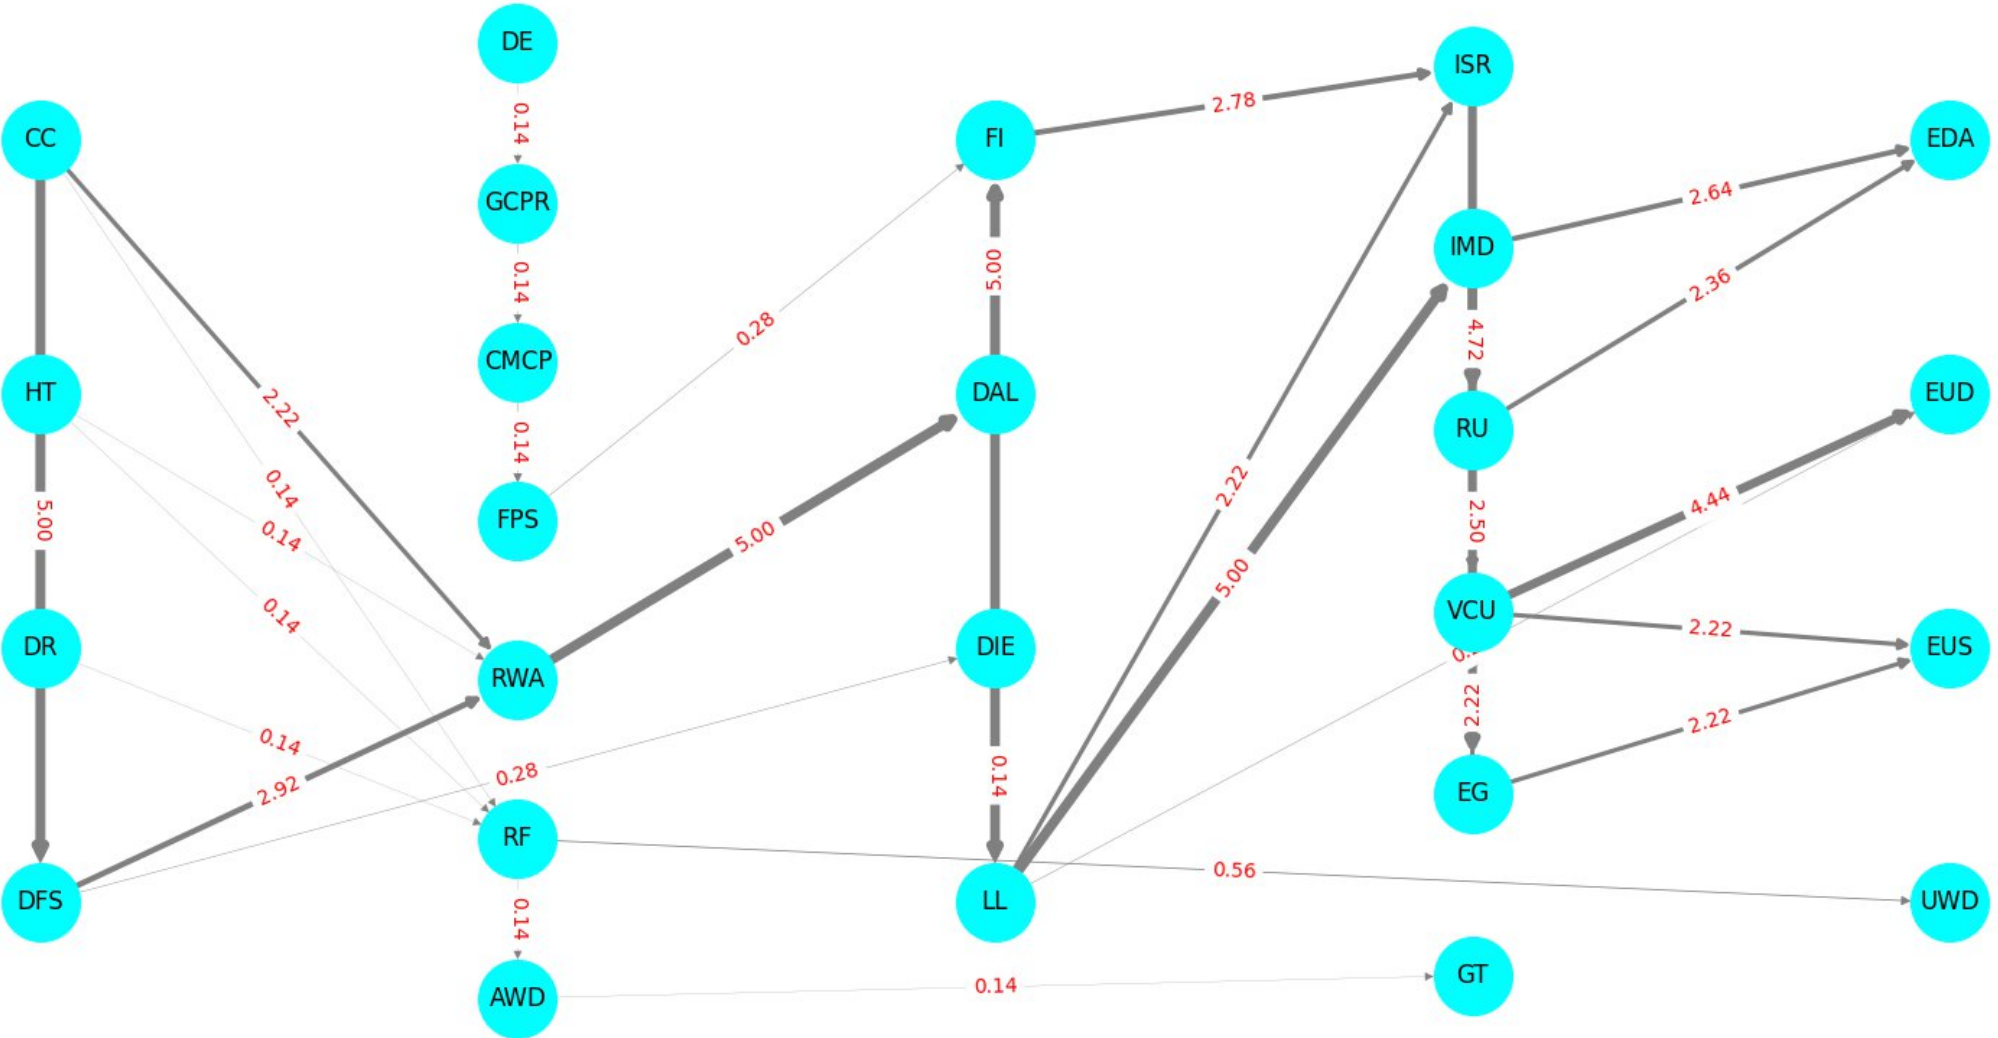 DE
ISR
0.14
2.78
CC
FI
EDA
2.64
GCPR
IMD
5.00
0.14
2.36
0.28
4.72
CMCP
HT
DAL
EUD
2.22
RU
0.14
0.14
2.22
4.44
5.00
FPS
2.50
0.14
5.00
5.00
0.14
VCU
2.22
DR
DIE
EUS
RWA
2.22
2.22
0.14
0.28
0.14
2.92
EG
RF
0.56
DFS
LL
UWD
0.14
GT
0.14
AWD